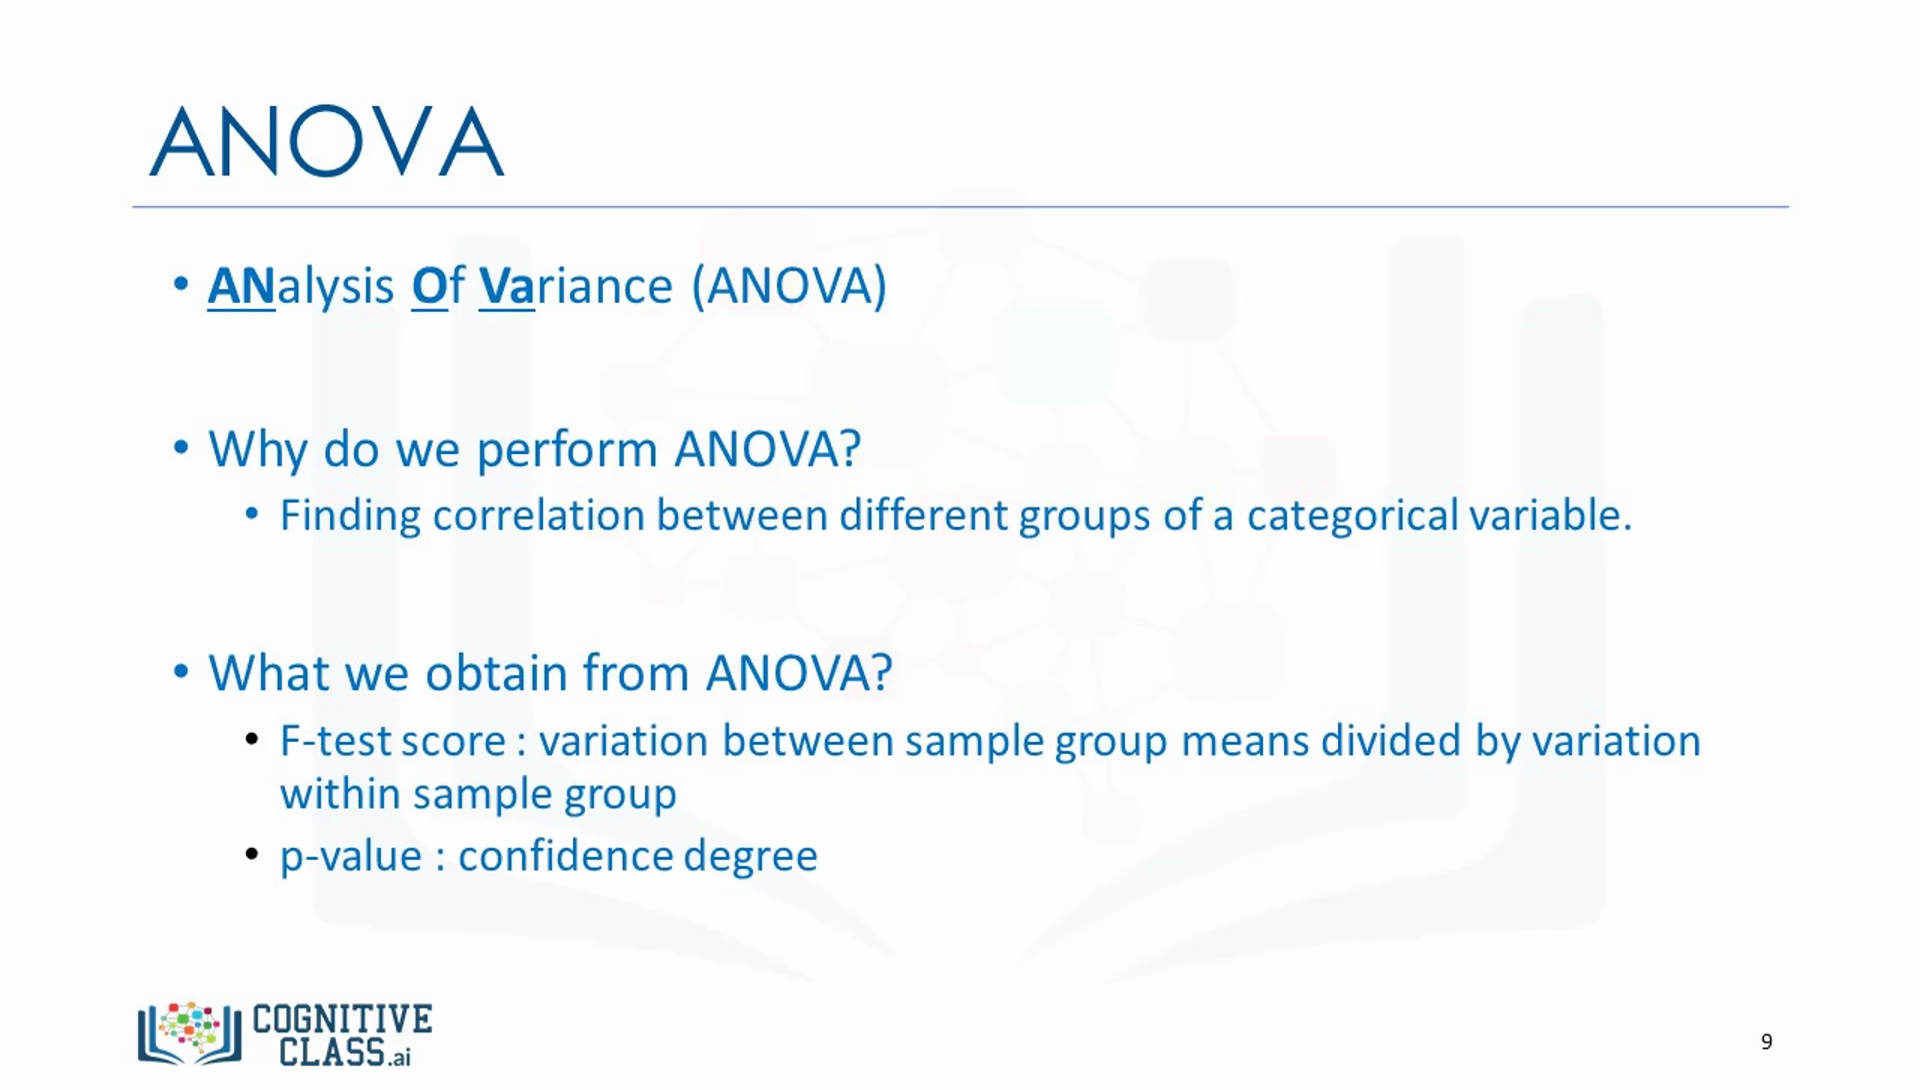 ANOVA
• ANalysis Of Variance (ANOVA)
• Why do we perform ANOVA?
• Finding correlation between different groups of a categorical variable.
• What we obtain from ANOVA?
• F-test score : variation between sample group means divided by variation
within sample group
• p-value : confidence degree
COGNITIVE
CLASS.ai
9